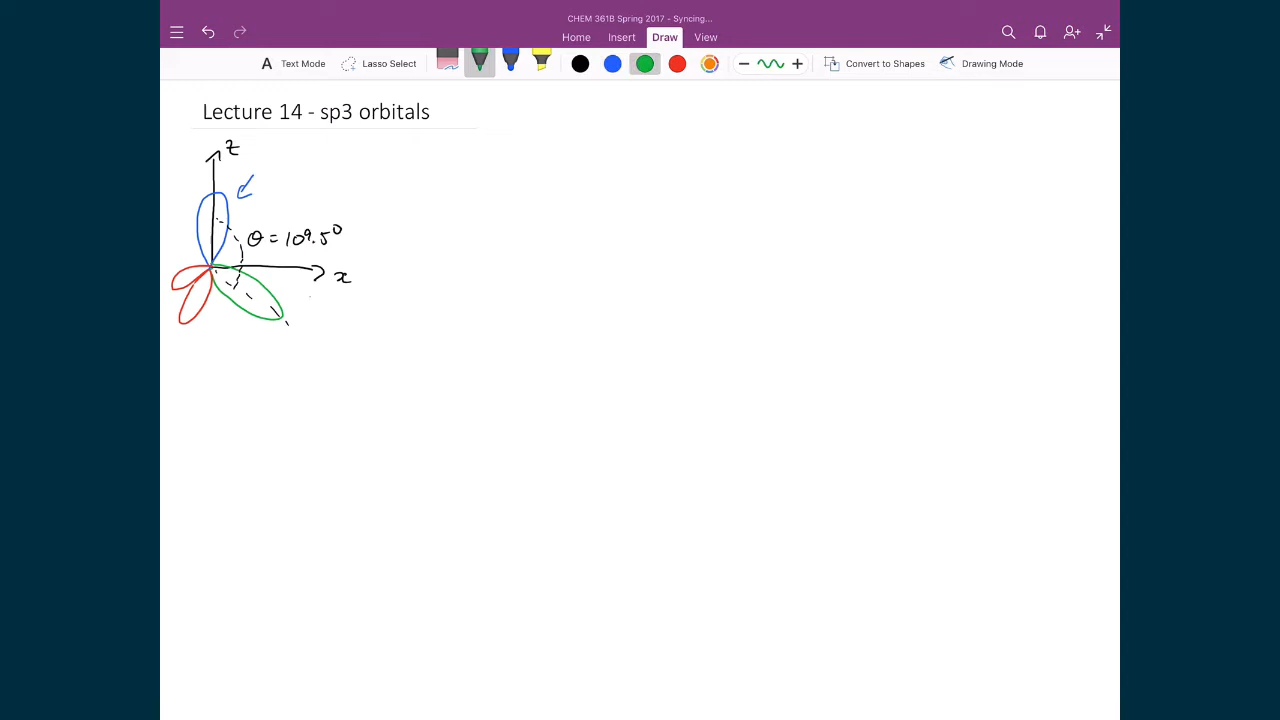 CHEM 361B Spring 2017 - Syncing...
Home Insert Draw View
Text Mode Lasso Select Convert to Shapes Drawing Mode
Lecture 14 - sp3 orbitals
z
θ = 109.5°
x